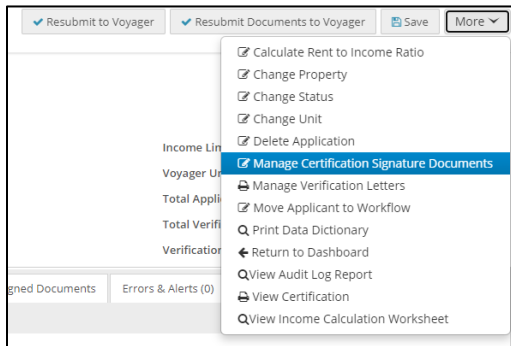 Resubmit to Voyager Resubmit Documents to Voyager Save More
Calculate Rent to Income Ratio
Change Property
Change Status
Change Unit
Delete Application
Income Lim
Manage Certification Signature Documents
Voyager Un
Manage Verification Letters
Total Appli
Move Applicant to Workflow
Total Verifi
Print Data Dictionary
Verification
Return to Dashboard
View Audit Log Report
gned Documents Errors & Alerts (0)
View Certification
View Income Calculation Worksheet